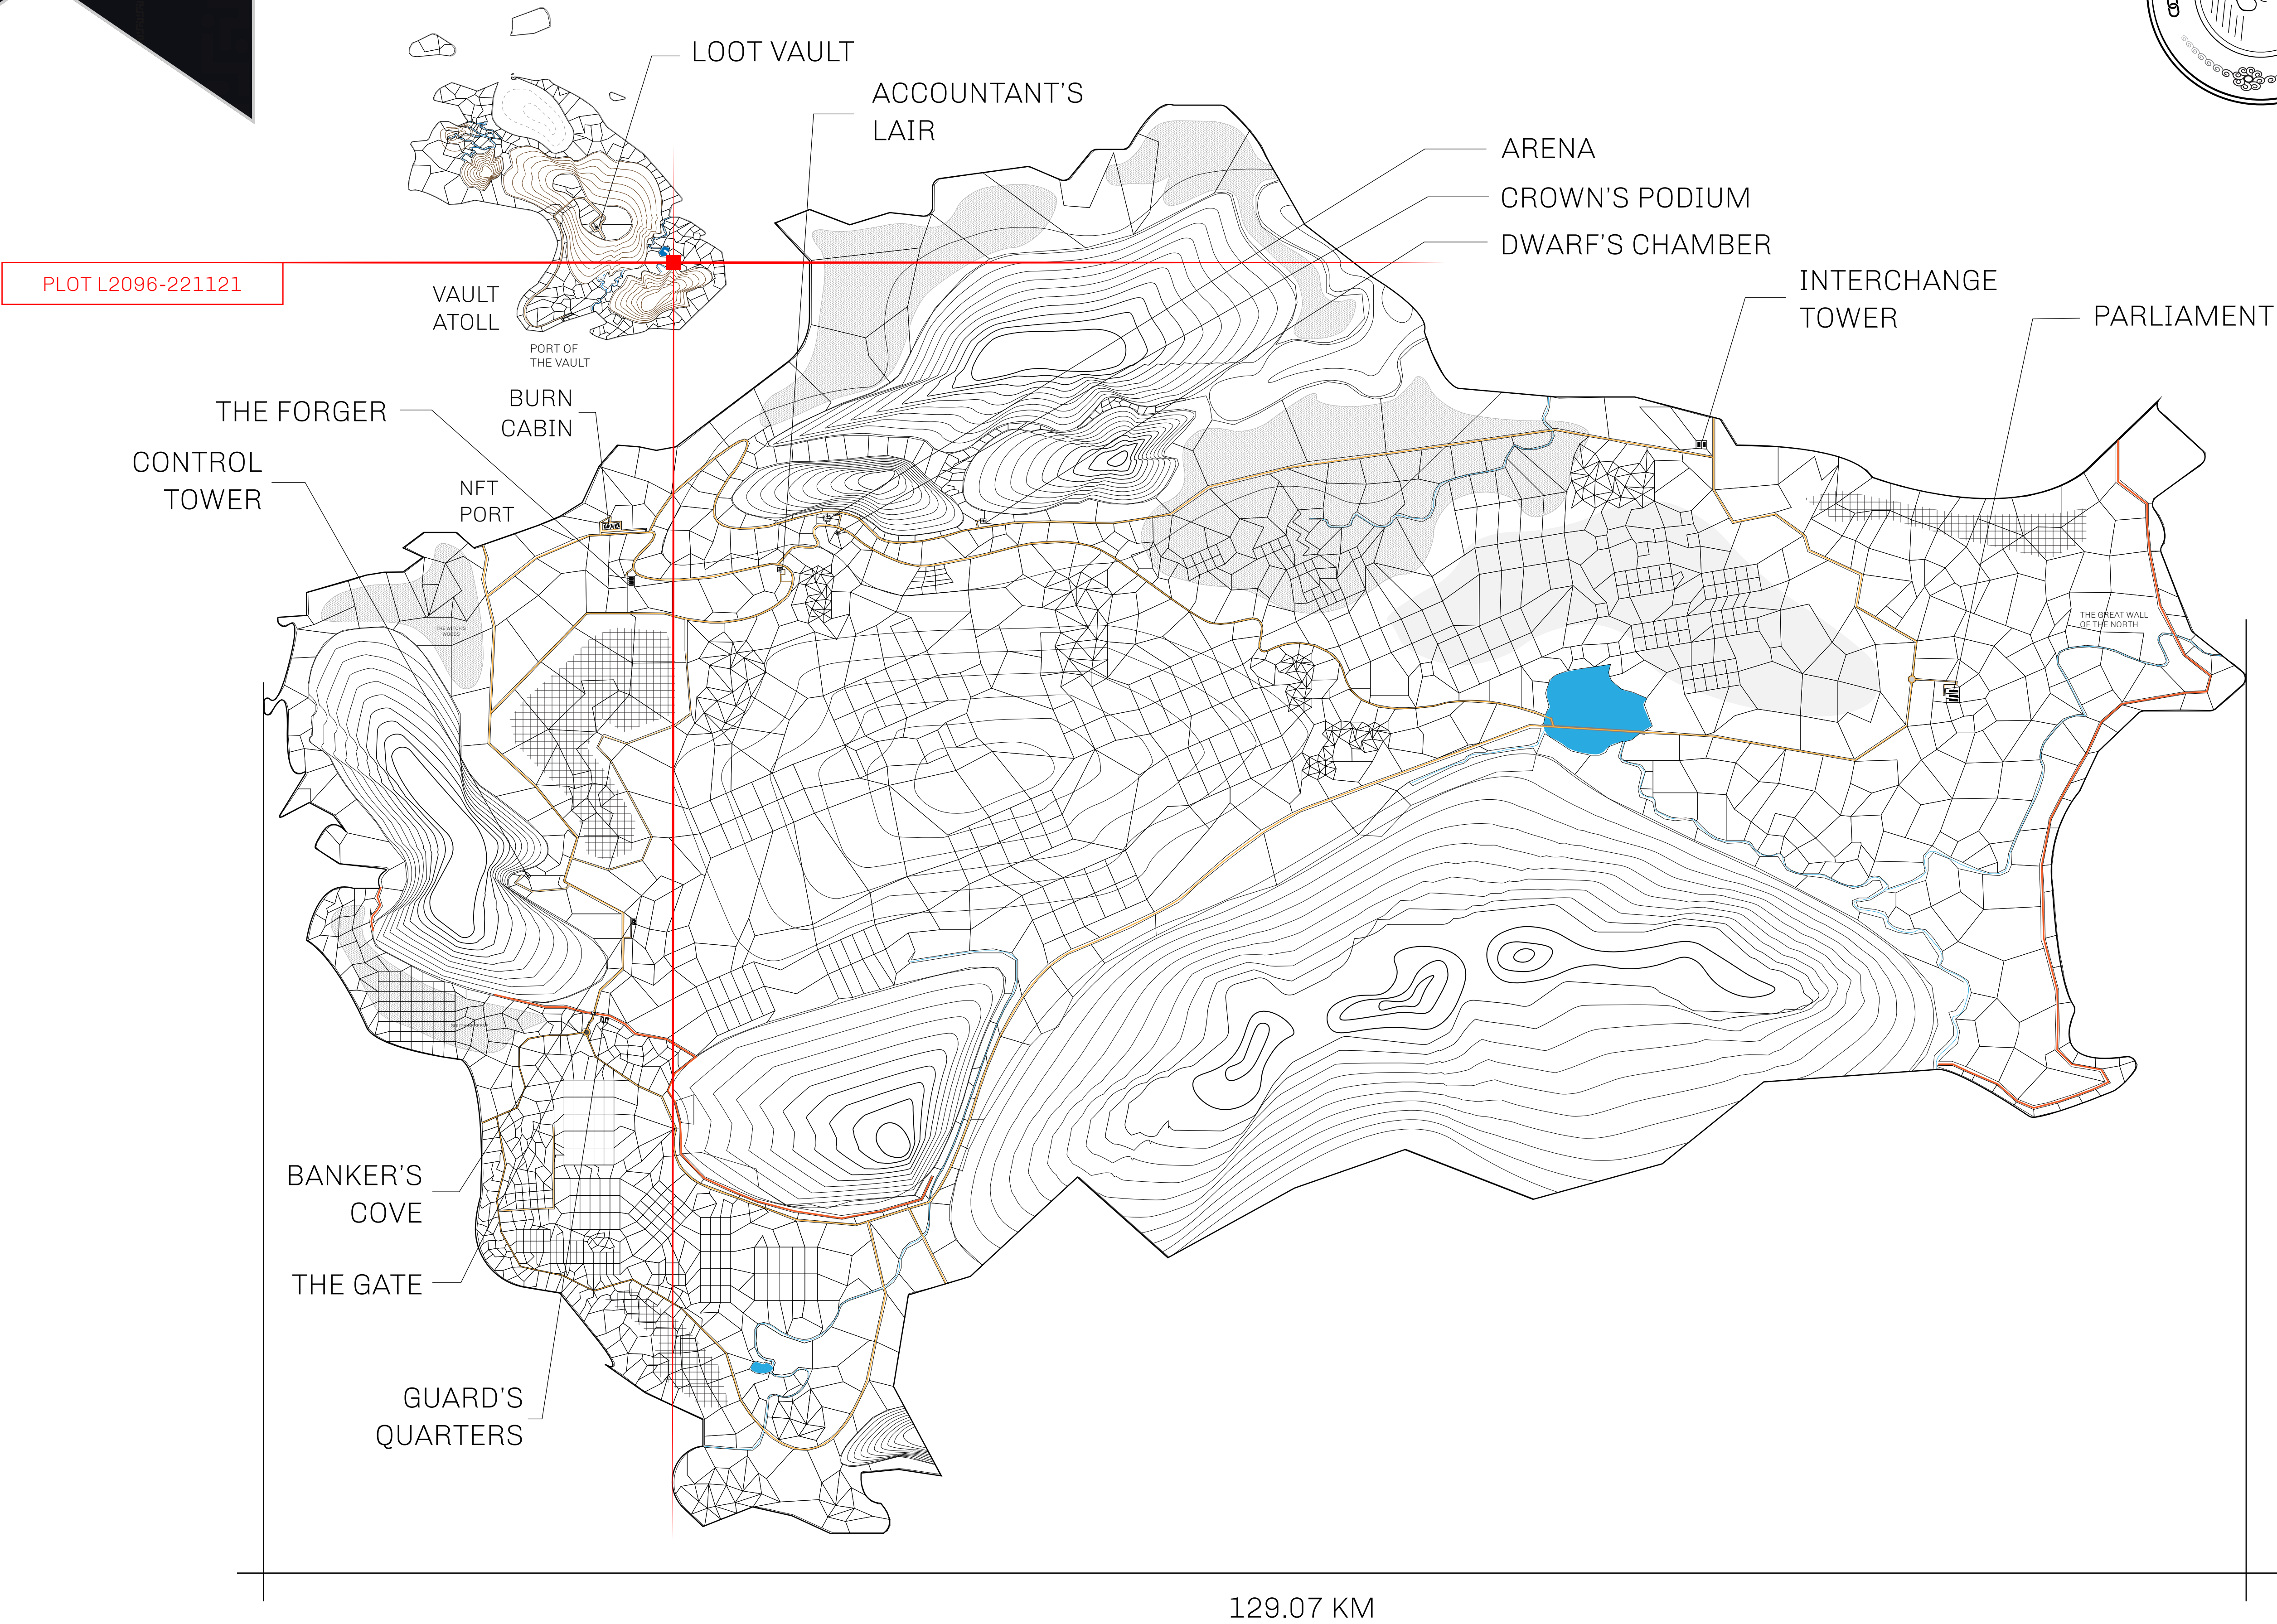 LOOT VAULT
ACCOUNTANT'S
LAIR
ARENA
CROWN'S PODIUM
DWARF'S CHAMBER
INTERCHANGE
TOWER
PARLIAMENT
PLOT L2096-221121
VAULT
ATOLL
PORT OF
THE VAULT
THE FORGER
BURN
CABIN
CONTROL
TOWER
NFT
PORT
THE WITCH'S
WOODS
THE GREAT WALL
OF THE NORTH
BANKER'S
COVE
THE GATE
GUARD'S
QUARTERS
129.07 KM